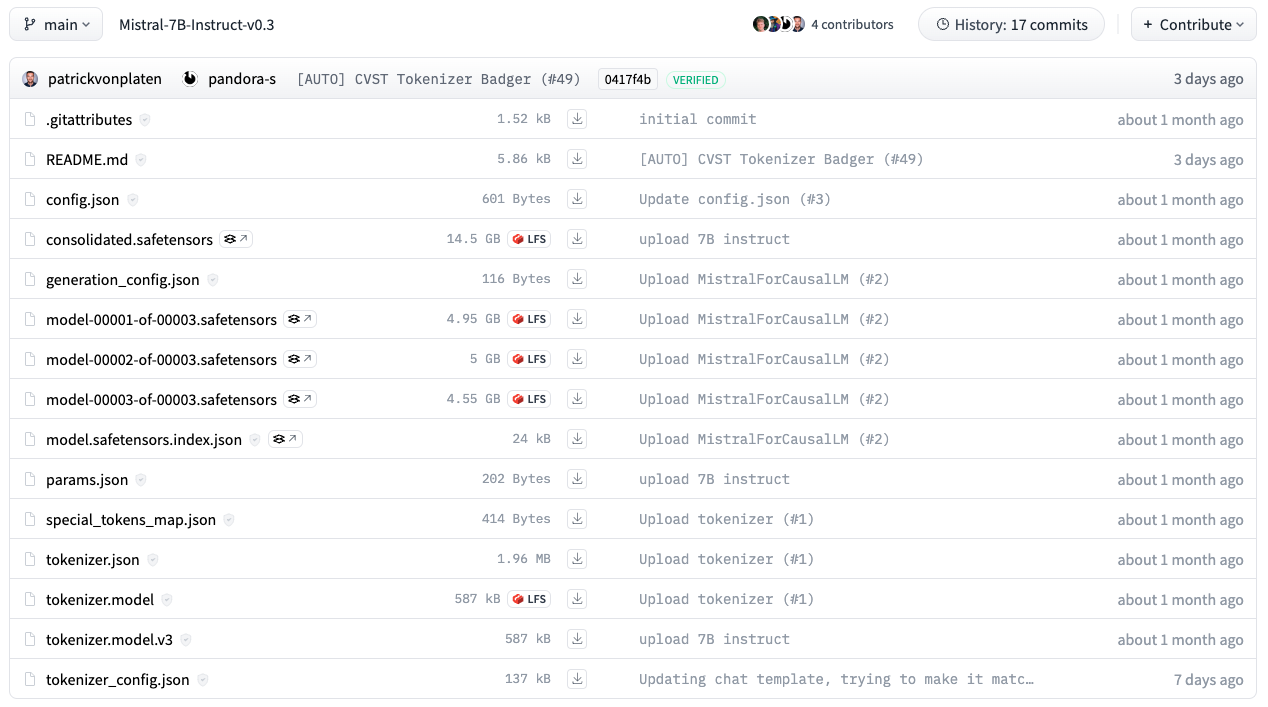 main Mistral-7B-Instruct-v0.3 4 contributors History: 17 commits + Contribute
patrickvonplaten pandora-s [AUTO] CVST Tokenizer Badger (#49) 0417f4b VERIFIED 3 days ago
.gitattributes 1.52 kB initial commit about 1 month ago
README.md 5.86 kB [AUTO] CVST Tokenizer Badger (#49) 3 days ago
config.json 601 Bytes Update config.json (#3) about 1 month ago
consolidated.safetensors 14.5 GB LFS upload 7B instruct about 1 month ago
generation_config.json 116 Bytes Upload MistralForCausalLM (#2) about 1 month ago
model-00001-of-00003.safetensors 4.95 GB LFS Upload MistralForCausalLM (#2) about 1 month ago
model-00002-of-00003.safetensors 5 GB LFS Upload MistralForCausalLM (#2) about 1 month ago
model-00003-of-00003.safetensors 4.55 GB LFS Upload MistralForCausalLM (#2) about 1 month ago
model.safetensors.index.json 24 kB Upload MistralForCausalLM (#2) about 1 month ago
params.json 202 Bytes upload 7B instruct about 1 month ago
special_tokens_map.json 414 Bytes Upload tokenizer (#1) about 1 month ago
tokenizer.json 1.96 MB Upload tokenizer (#1) about 1 month ago
tokenizer.model 587 kB LFS Upload tokenizer (#1) about 1 month ago
tokenizer.model.v3 587 kB upload 7B instruct about 1 month ago
tokenizer_config.json 137 kB Updating chat template, trying to make it matc… 7 days ago